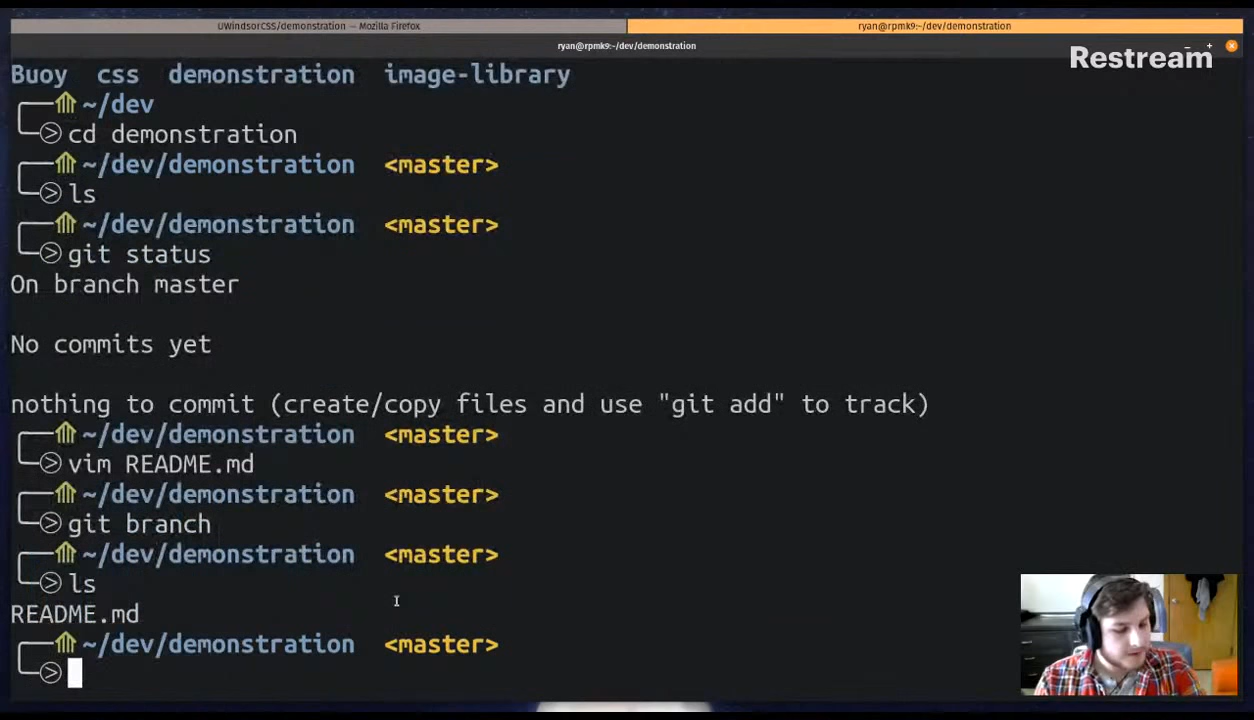 UWindsorCSS/demonstration — Mozilla Firefox
ryan@rpmk9:~/dev/demonstration
ryan@rpmk9:~/dev/demonstration
Restream
Buoy css demonstration image-library
~/dev
cd demonstration
~/dev/demonstration <master>
ls
~/dev/demonstration <master>
git status
On branch master
No commits yet
nothing to commit (create/copy files and use "git add" to track)
~/dev/demonstration <master>
vim README.md
~/dev/demonstration <master>
git branch
~/dev/demonstration <master>
ls
README.md
~/dev/demonstration <master>